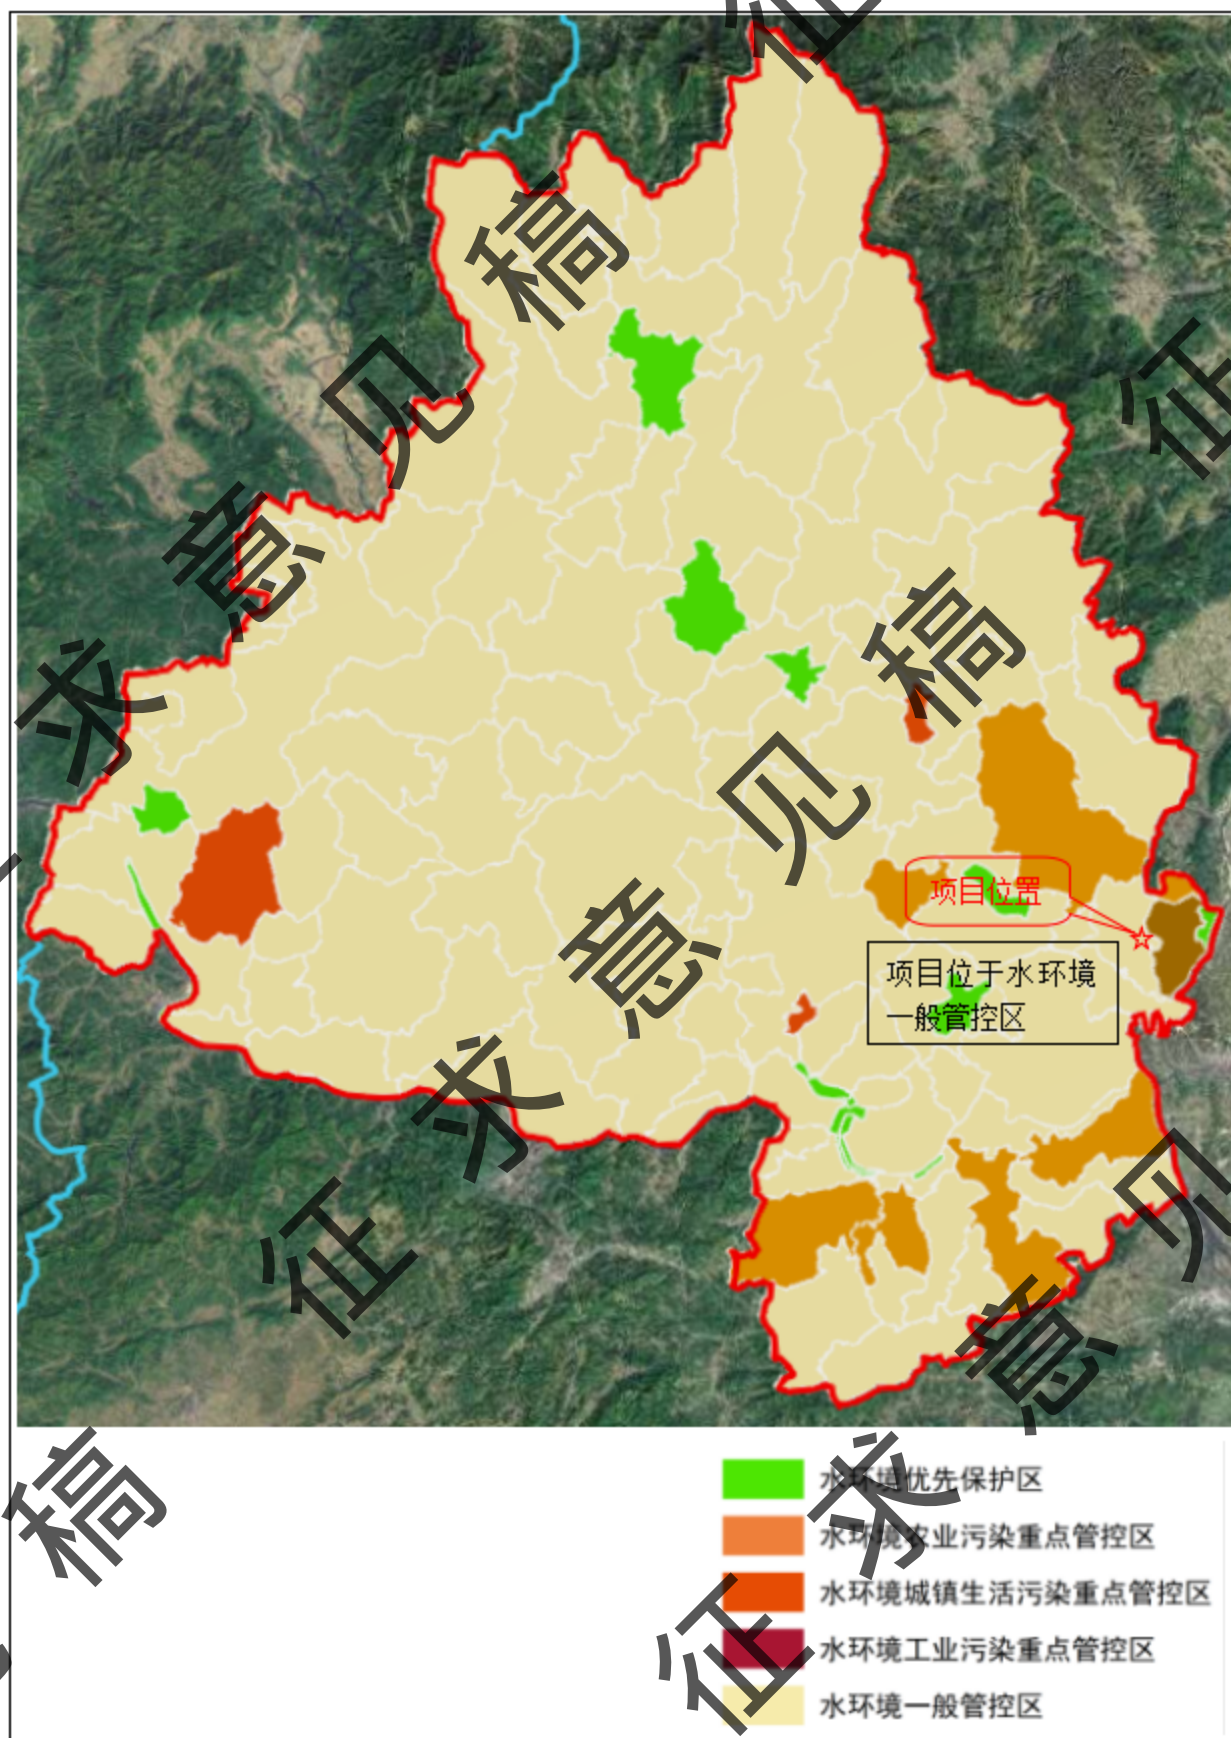 项目位置
项目位于水环境
一般管控区
水环境优先保护区
水环境农业污染重点管控区
水环境城镇生活污染重点管控区
水环境工业污染重点管控区
水环境一般管控区
征求意见稿
征求意见稿
征求意见稿